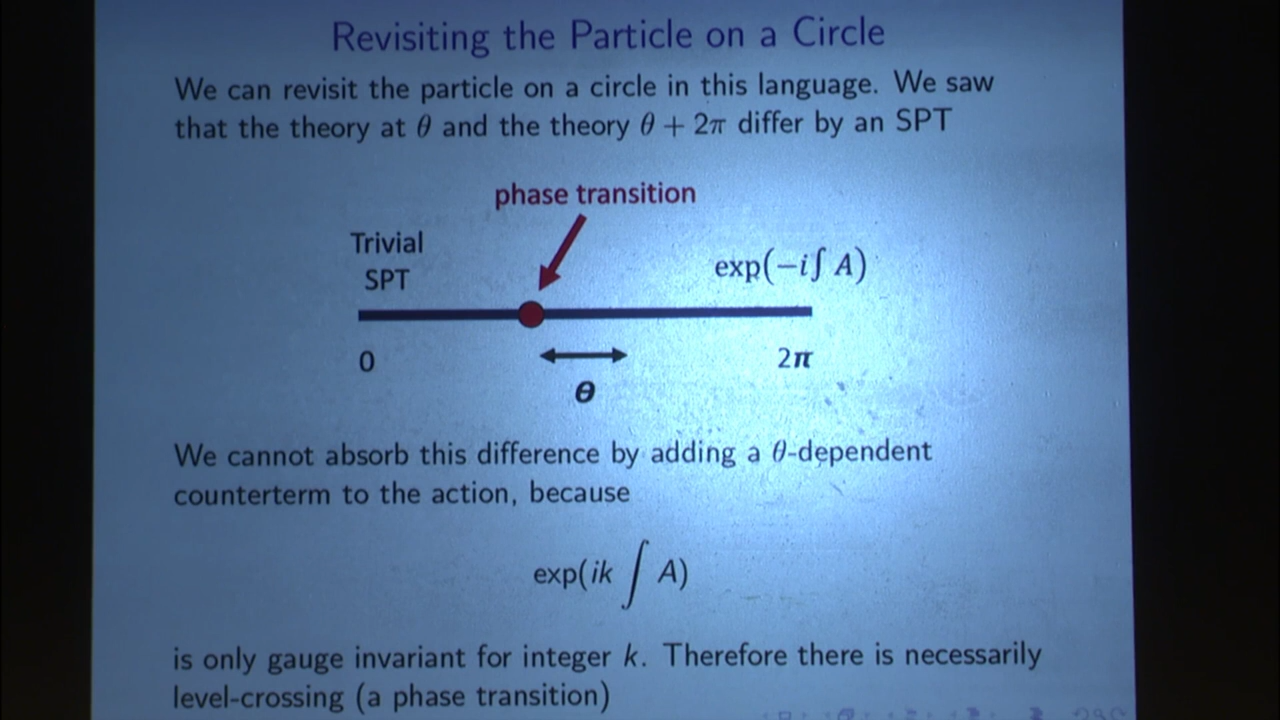 Revisiting the Particle on a Circle
We can revisit the particle on a circle in this language. We saw
that the theory at θ and the theory θ + 2π differ by an SPT
phase transition
Trivial
SPT
exp(−i∫ A)
0
2π
θ
We cannot absorb this difference by adding a θ-dependent
counterterm to the action, because
exp(ik ∫ A)
is only gauge invariant for integer k. Therefore there is necessarily
level-crossing (a phase transition)